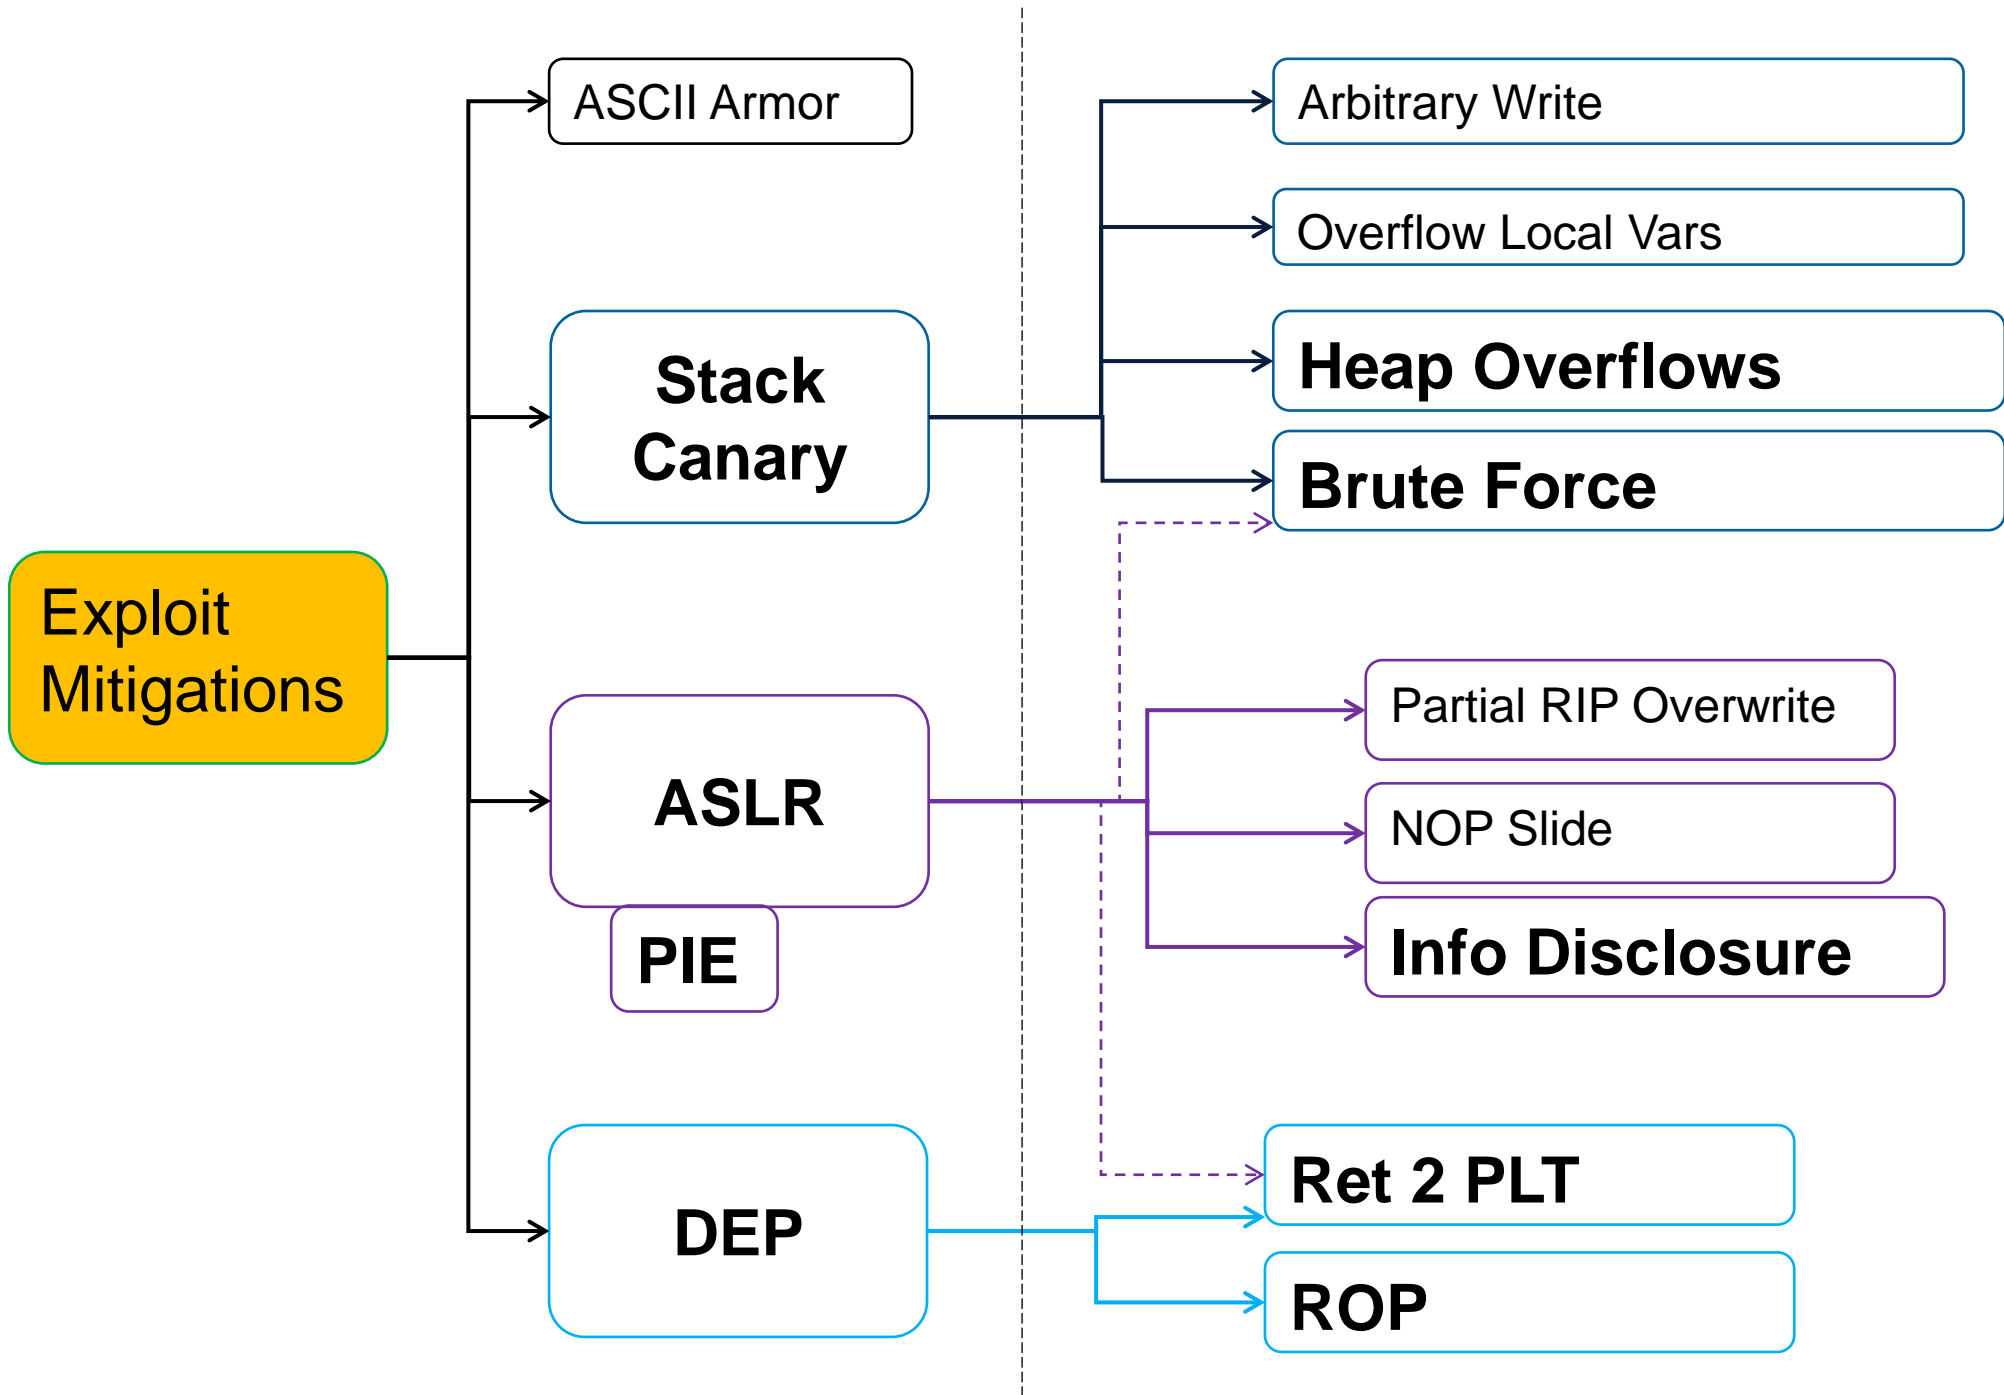 Exploit
Mitigations
ASCII Armor
Stack
Canary
ASLR
PIE
DEP
Arbitrary Write
Overflow Local Vars
Heap Overflows
Brute Force
Partial RIP Overwrite
NOP Slide
Info Disclosure
Ret 2 PLT
ROP